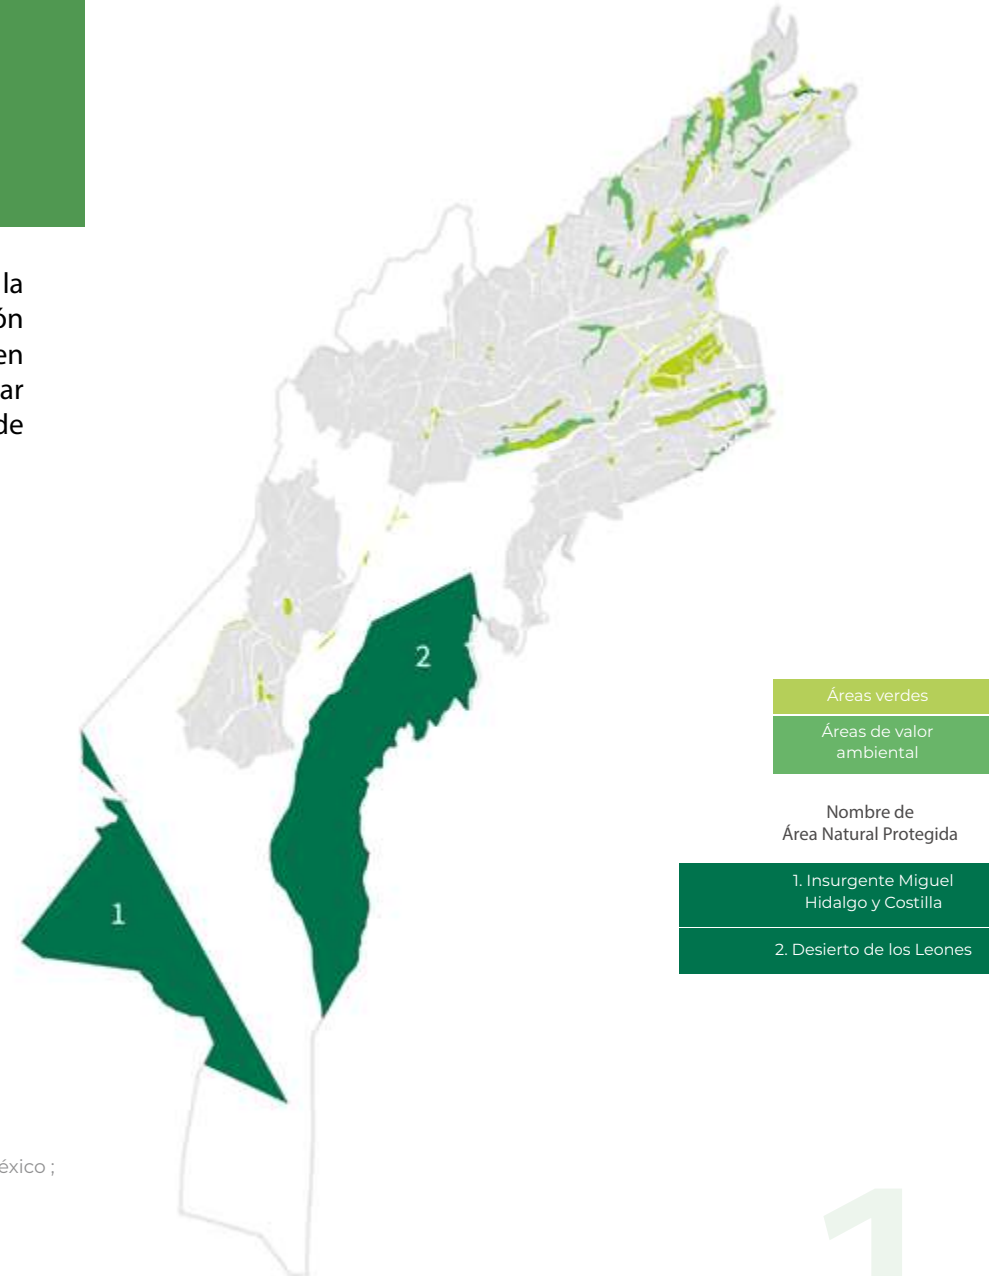 la
ón
en
ar
de
2
1
Áreas verdes
Áreas de valor
ambiental
Nombre de
Área Natural Protegida
1. Insurgente Miguel
Hidalgo y Costilla
2. Desierto de los Leones
éxico ;
1